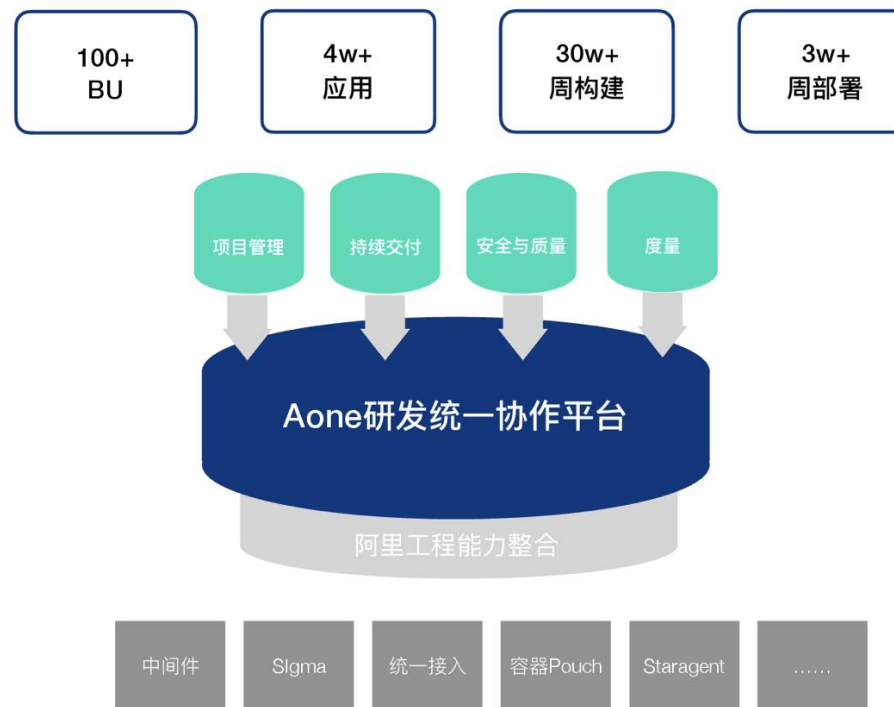 100+
BU
4w+
应用
30w+
周构建
3w+
周部署
项目管理
持续交付
安全与质量
度量
Aone研发统一协作平台
阿里工程能力整合
中间件
SIgma
统一接入
容器Pouch
Staragent
……